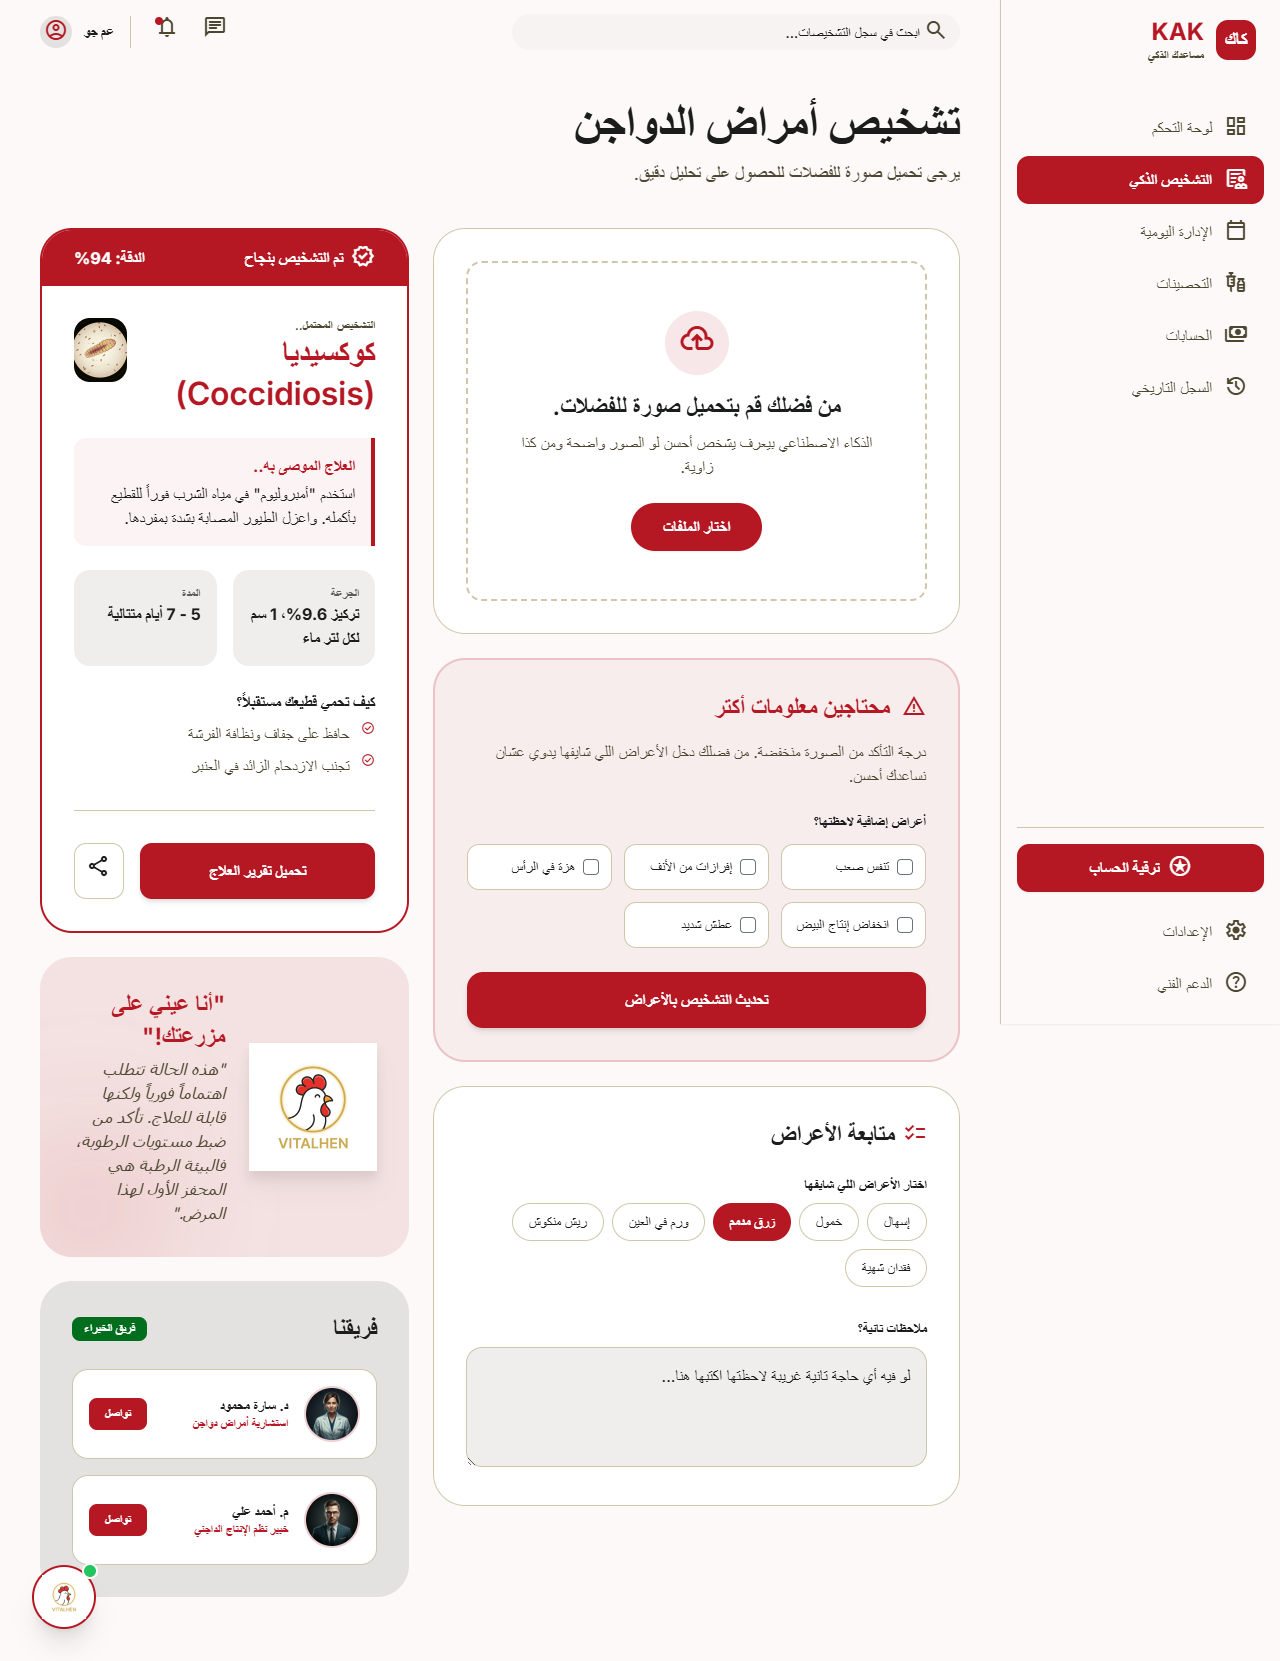 كاك
KAK
مساعدك الذكي
لوحة التحكم
التشخيص الذكي
الإدارة اليومية
التحصينات
الحسابات
السجل التاريخي
ترقية الحساب
الإعدادات
الدعم الفني
ابحث في سجل التشخيصات...
عم جو
تشخيص أمراض الدواجن
يرجى تحميل صورة للفضلات للحصول على تحليل دقيق.
من فضلك قم بتحميل صورة للفضلات.
الذكاء الاصطناعي بيعرف يشخص أحسن لو الصور واضحة ومن كذا
زاوية.
اختار الملفات
محتاجين معلومات أكتر
درجة التأكد من الصورة منخفضة. من فضلك دخل الأعراض اللي شايفها يدوي عشان
نساعدك أحسن.
أعراض إضافية لاحظتها؟
تنفس صعب
إفرازات من الأنف
هزة في الرأس
انخفاض إنتاج البيض
عطش شديد
تحديث التشخيص بالأعراض
متابعة الأعراض
اختار الأعراض اللي شايفها
إسهال
خمول
زرق مدمم
ورم في العين
ريش منكوش
فقدان شهية
ملاحظات تانية؟
لو فيه أي حاجة تانية غريبة لاحظتها اكتبها هنا...
تم التشخيص بنجاح
الدقة: 94%
التشخيص المحتمل..
كوكسيديا
(Coccidiosis)
العلاج الموصى به..
استخدم "أمبروليوم" في مياه الشرب فوراً للقطيع
بأكمله. واعزل الطيور المصابة بشدة بمفردها.
الجرعة
تركيز 9.6%، 1 سم
لكل لتر ماء
المدة
5 - 7 أيام متتالية
كيف تحمي قطيعك مستقبلاً؟
حافظ على جفاف ونظافة الفرشة
تجنب الازدحام الزائد في العنبر
تحميل تقرير العلاج
VITALHEN
"أنا عيني على
مزرعتك!"
"هذه الحالة تتطلب
اهتماماً فورياً ولكنها
قابلة للعلاج. تأكد من
ضبط مستويات الرطوبة،
فالبيئة الرطبة هي
المحفز الأول لهذا
المرض."
فريقنا
فريق الخبراء
د. سارة محمود
استشارية أمراض دواجن
تواصل
م. أحمد علي
خبير نظم الإنتاج الداجني
تواصل
VITALHEN